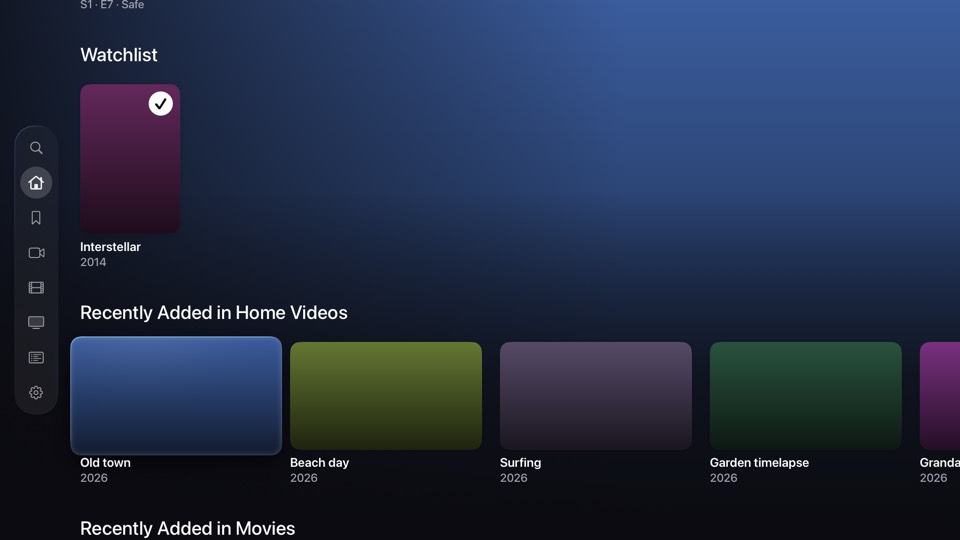 S1 · E7 · Safe
Watchlist
Interstellar
2014
Recently Added in Home Videos
Old town
2026
Beach day
2026
Surfing
2026
Garden timelapse
2026
Granda
2026
Recently Added in Movies